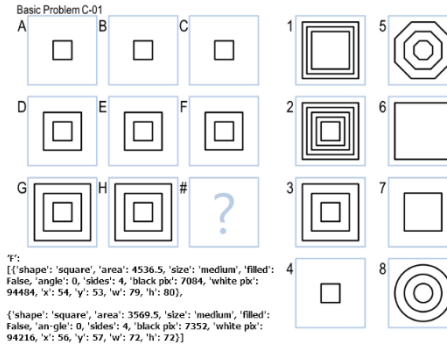 Basic Problem C-01
A B C
D E F
G H #
?
1 5
2 6
3 7
4 8
'F':
[{'shape': 'square', 'area': 4536.5, 'size': 'medium', 'filled':
False, 'angle': 0, 'sides': 4, 'black pix': 7084, 'white pix':
94484, 'x': 54, 'y': 53, 'w': 79, 'h': 80},
{'shape': 'square', 'area': 3569.5, 'size': 'medium', 'filled':
False, 'an-gle': 0, 'sides': 4, 'black pix': 7352, 'white pix':
94216, 'x': 56, 'y': 57, 'w': 72, 'h': 72}]